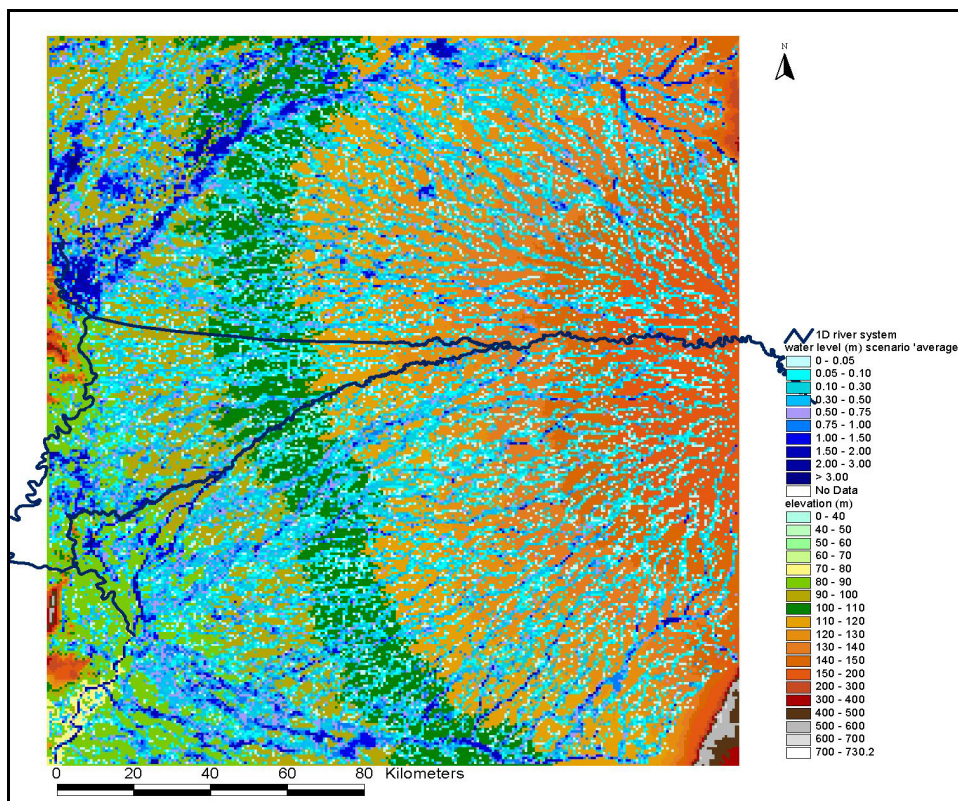 N
1D river system
water level (m) scenario 'average
0 - 0.05
0.05 - 0.10
0.10 - 0.30
0.30 - 0.50
0.50 - 0.75
0.75 - 1.00
1.00 - 1.50
1.50 - 2.00
2.00 - 3.00
> 3.00
No Data
elevation (m)
0 - 40
40 - 50
50 - 60
60 - 70
70 - 80
80 - 90
90 - 100
100 - 110
110 - 120
120 - 130
130 - 140
140 - 150
150 - 200
200 - 300
300 - 400
400 - 500
500 - 600
600 - 700
700 - 730.2
0 20 40 60 80 Kilometers